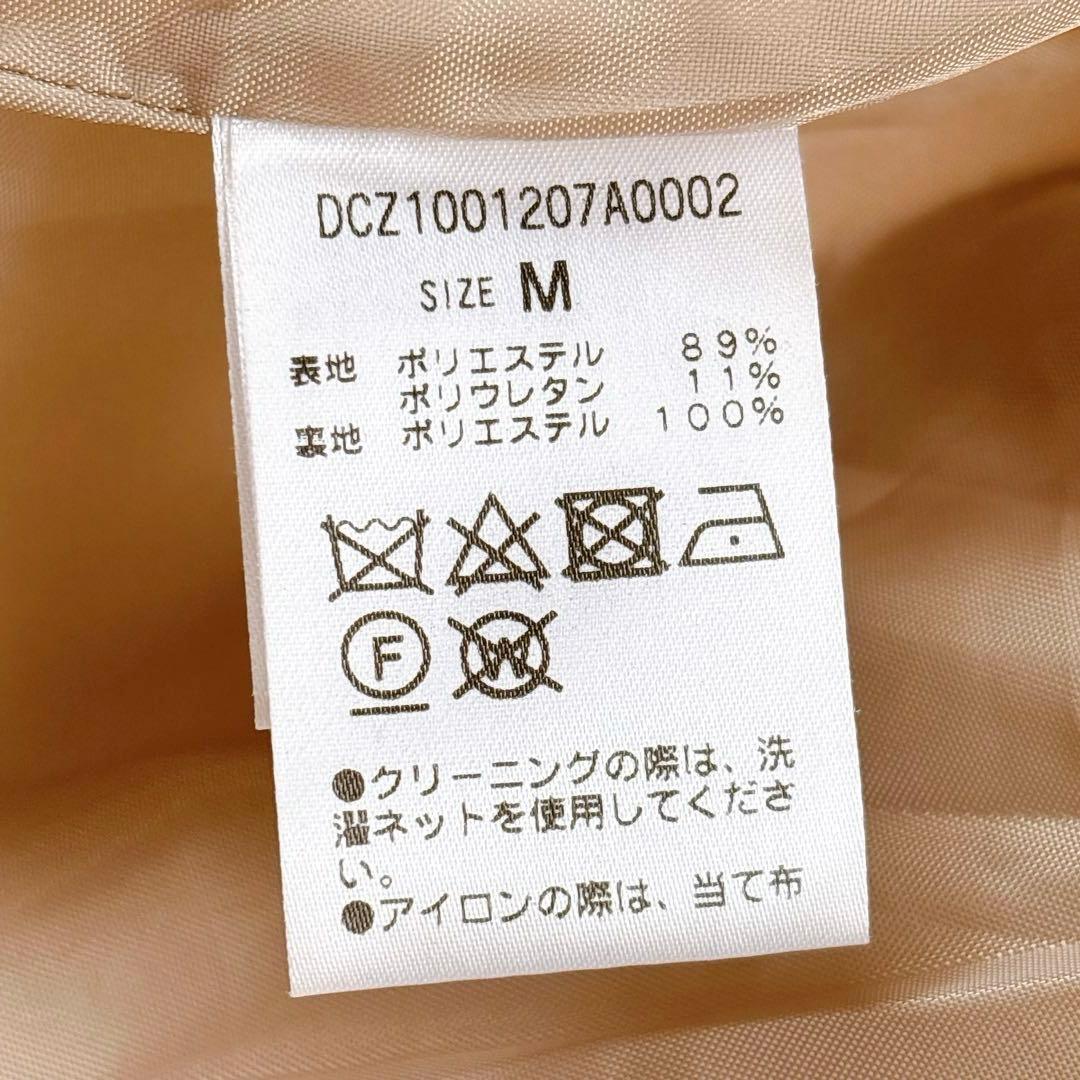 DCZ1001207A0002
SIZE M
表地 ポリエステル 89%
ポリウレタン 11%
裏地 ポリエステル 100%
F W
●クリーニングの際は、洗
濯ネットを使用してくださ
い。
●アイロンの際は、当て布